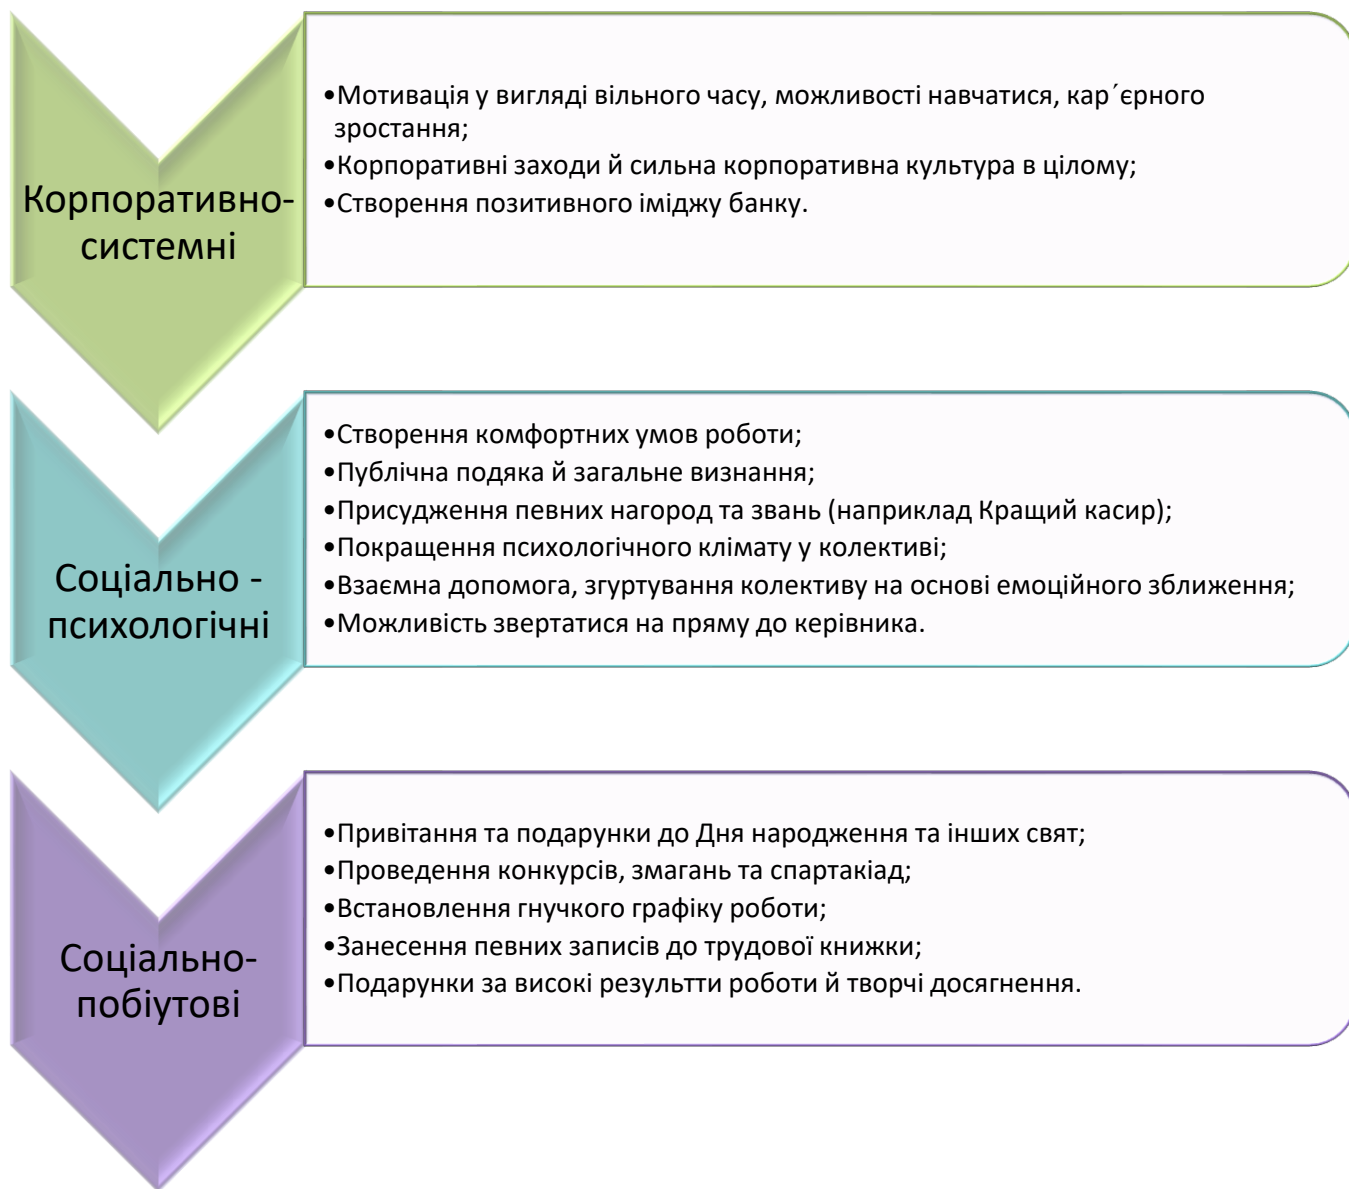 Корпоративно-
системні
•Мотивація у вигляді вільного часу, можливості навчатися, кар´єрного
зростання;
•Корпоративні заходи й сильна корпоративна культура в цілому;
•Створення позитивного іміджу банку.
Соціально -
психологічні
•Створення комфортних умов роботи;
•Публічна подяка й загальне визнання;
•Присудження певних нагород та звань (наприклад Кращий касир);
•Покращення психологічного клімату у колективі;
•Взаємна допомога, згуртування колективу на основі емоційного зближення;
•Можливість звертатися на пряму до керівника.
Соціально-
побіутові
•Привітання та подарунки до Дня народження та інших свят;
•Проведення конкурсів, змагань та спартакіад;
•Встановлення гнучкого графіку роботи;
•Занесення певних записів до трудової книжки;
•Подарунки за високі результти роботи й творчі досягнення.